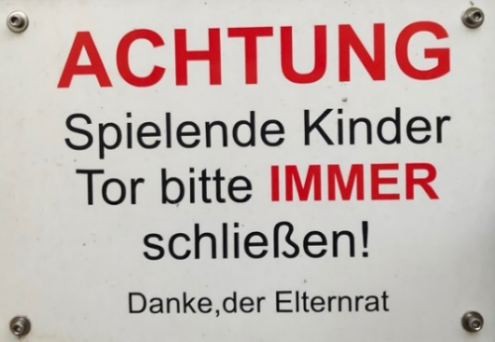 ACHTUNG
Spielende Kinder
Tor bitte IMMER
schließen!
Danke,der Elternrat